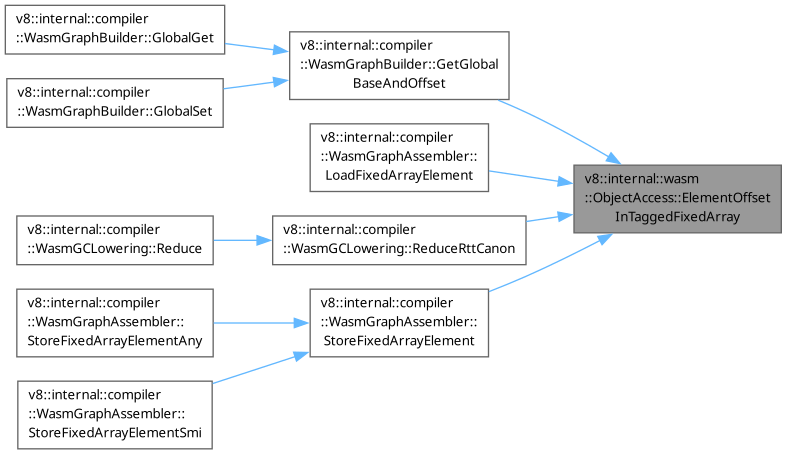 v8::internal::compiler
::WasmGraphBuilder::GlobalGet
v8::internal::compiler
::WasmGraphBuilder::GlobalSet
v8::internal::compiler
::WasmGraphBuilder::GetGlobal
BaseAndOffset
v8::internal::compiler
::WasmGraphAssembler::
LoadFixedArrayElement
v8::internal::wasm
::ObjectAccess::ElementOffset
InTaggedFixedArray
v8::internal::compiler
::WasmGCLowering::Reduce
v8::internal::compiler
::WasmGCLowering::ReduceRttCanon
v8::internal::compiler
::WasmGraphAssembler::
StoreFixedArrayElementAny
v8::internal::compiler
::WasmGraphAssembler::
StoreFixedArrayElement
v8::internal::compiler
::WasmGraphAssembler::
StoreFixedArrayElementSmi